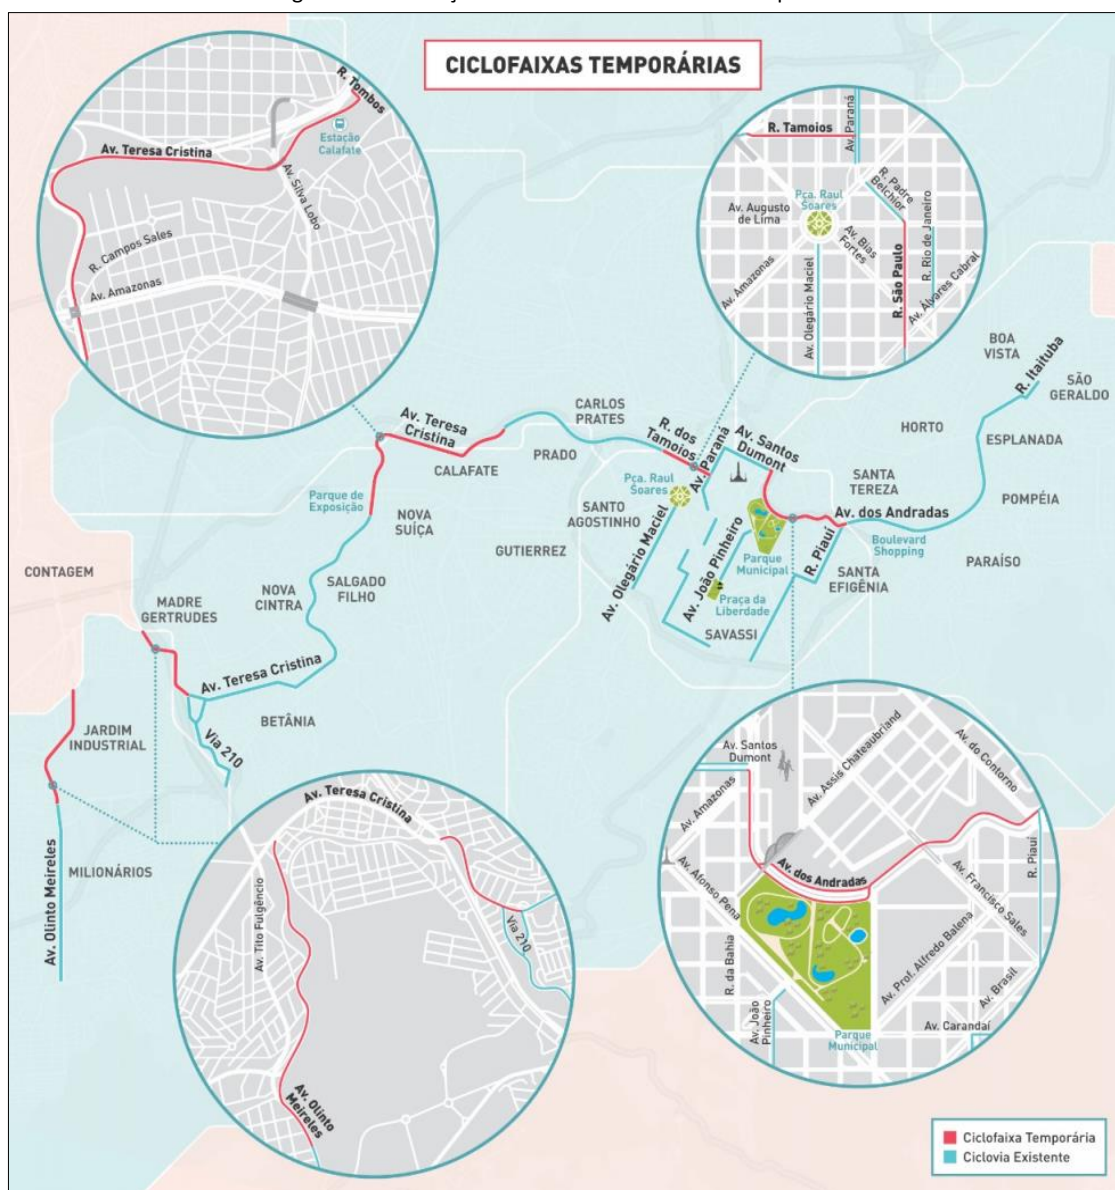 CICLOFAIXAS TEMPORÁRIAS
R. Tombos
Estação
Calafate
Av. Teresa Cristina
Av. Silva Lobo
R. Campos Sales
Av. Amazonas
R. Tamoios
Av. Paraná
R. Padre
Belchior
Pça. Raul
Soares
Av. Augusto
de Lima
Av. Bias
Fortes
R. Rio de Janeiro
R. São Paulo
Av. Amazonas
Av. Olegário Maciel
Av. Álvares Cabral
BOA
VISTA
R. Itaituba
SÃO
GERALDO
HORTO
ESPLANADA
POMPÉIA
PARAÍSO
CARLOS
PRATES
Av. Teresa
Cristina
R. dos
Tamoios
Av. Paraná
Av. Santos
Dumont
PRADO
CALAFATE
SANTA
TEREZA
Parque de
Exposição
NOVA
SUÍÇA
Pça. Raul
Soares
SANTO
AGOSTINHO
GUTIERREZ
Av. Olegário Maciel
Av. João Pinheiro
Parque
Municipal
R. Piauí
Av. dos Andradas
Boulevard
Shopping
SANTA
EFIGÊNIA
Praça da
Liberdade
SAVASSI
CONTAGEM
MADRE
GERTRUDES
NOVA
CINTRA
SALGADO
FILHO
Av. Teresa Cristina
BETÂNIA
JARDIM
INDUSTRIAL
Via 210
MILIONÁRIOS
Av. Olinto Meireles
Av. Teresa Cristina
Av. Tito Fulgêncio
Via 210
Av. Olinto
Meireles
Av. Santos
Dumont
Av. Assis Chateaubriand
Av. do Contorno
Av. Amazonas
Av. Afonso Pena
Av. dos Andradas
R. Piauí
Av. Francisco Sales
R. da Bahia
Av. Prof. Alfredo Balena
Av. Brasil
Av. João
Pinheiro
Parque
Municipal
Av. Carandaí
Ciclofaixa Temporária
Ciclovia Existente